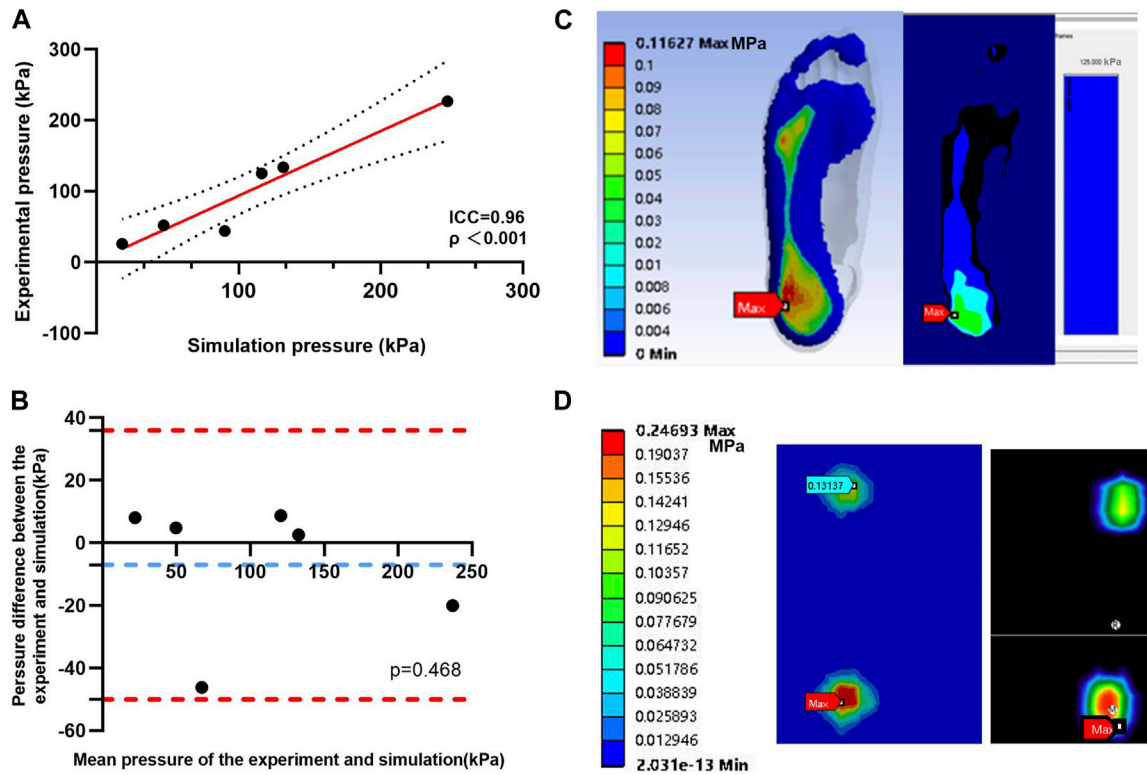 A
Experimental pressure (kPa)
300
200
100
0
-100
100
200
300
ICC=0.96
ρ <0.001
Simulation pressure (kPa)
B
Perssure difference between the
experiment and simulation(kPa)
40
20
0
-20
-40
-60
50
100
150
200
250
p=0.468
Mean pressure of the experiment and simulation(kPa)
C
0.11627 Max MPa
0.1
0.09
0.08
0.07
0.06
0.05
0.04
0.03
0.02
0.01
0.008
0.006
0.004
0 Min
Max
Max
frames
125.000 kPa
D
0.24693 Max
MPa
0.19037
0.15536
0.14241
0.12946
0.11652
0.10357
0.090625
0.077679
0.064732
0.051786
0.038839
0.025893
0.012946
2.031e-13 Min
0.13137
Max
R
M
Max